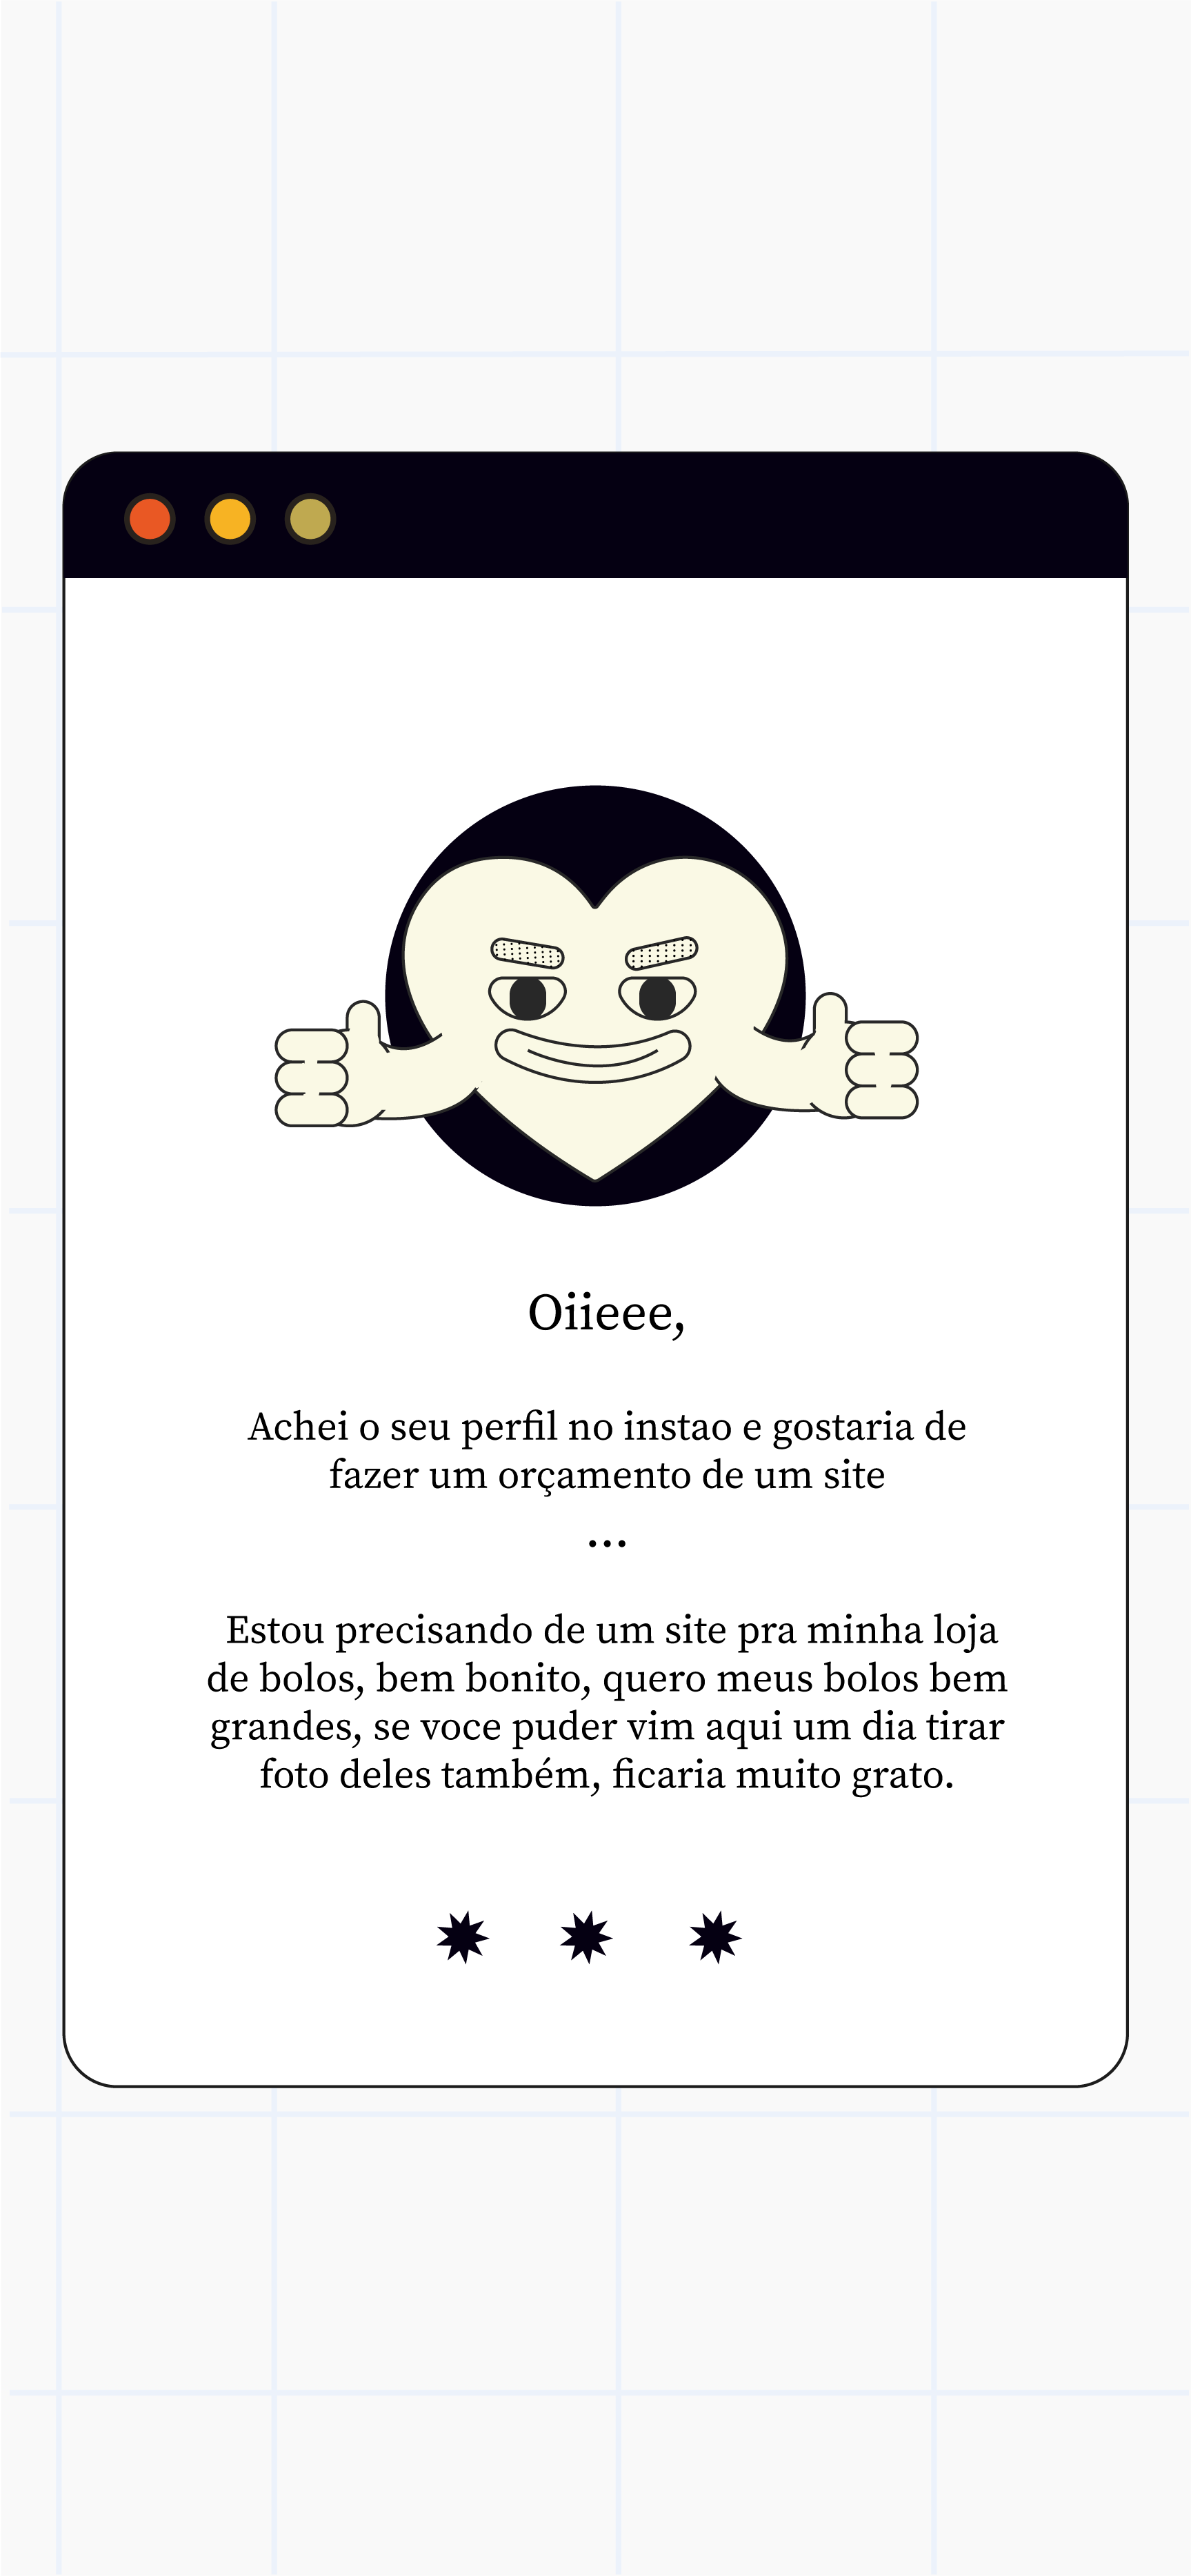 Oiieee,
Achei o seu perfil no instao e gostaria de
fazer um orçamento de um site
...
Estou precisando de um site pra minha loja
de bolos, bem bonito, quero meus bolos bem
grandes, se voce puder vim aqui um dia tirar
foto deles também, ficaria muito grato.